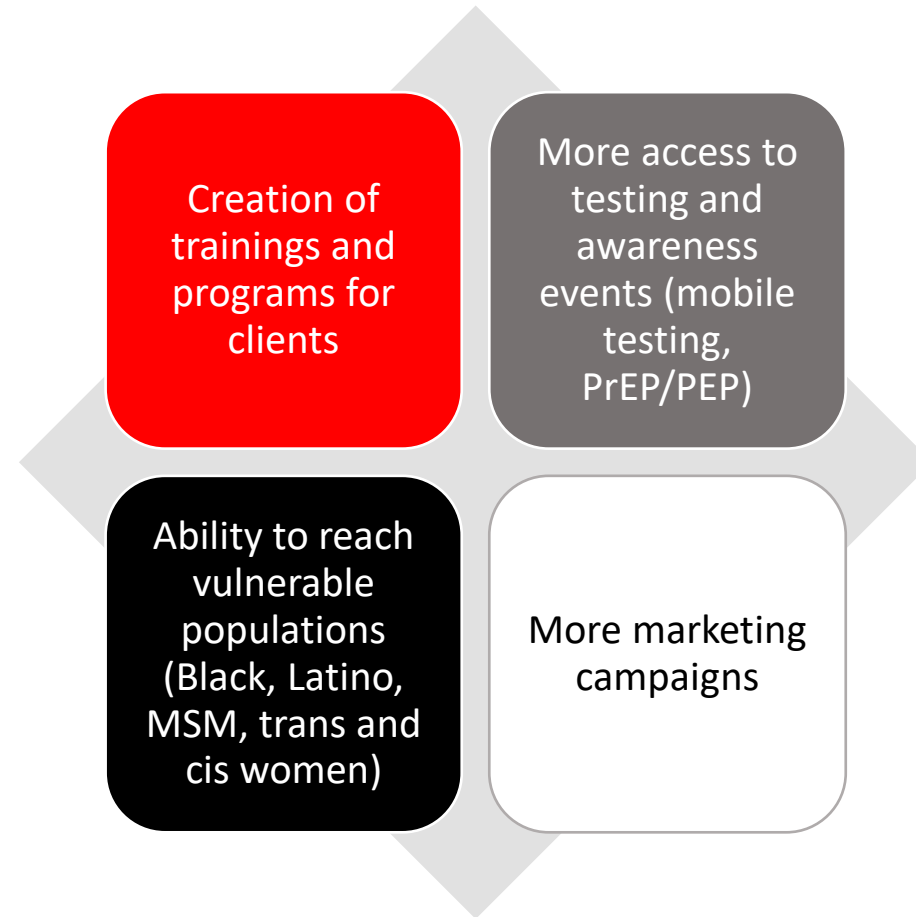 Creation of
trainings and
programs for
clients
More access to
testing and
awareness
events (mobile
testing,
PrEP/PEP)
Ability to reach
vulnerable
populations
(Black, Latino,
MSM, trans and
cis women)
More marketing
campaigns